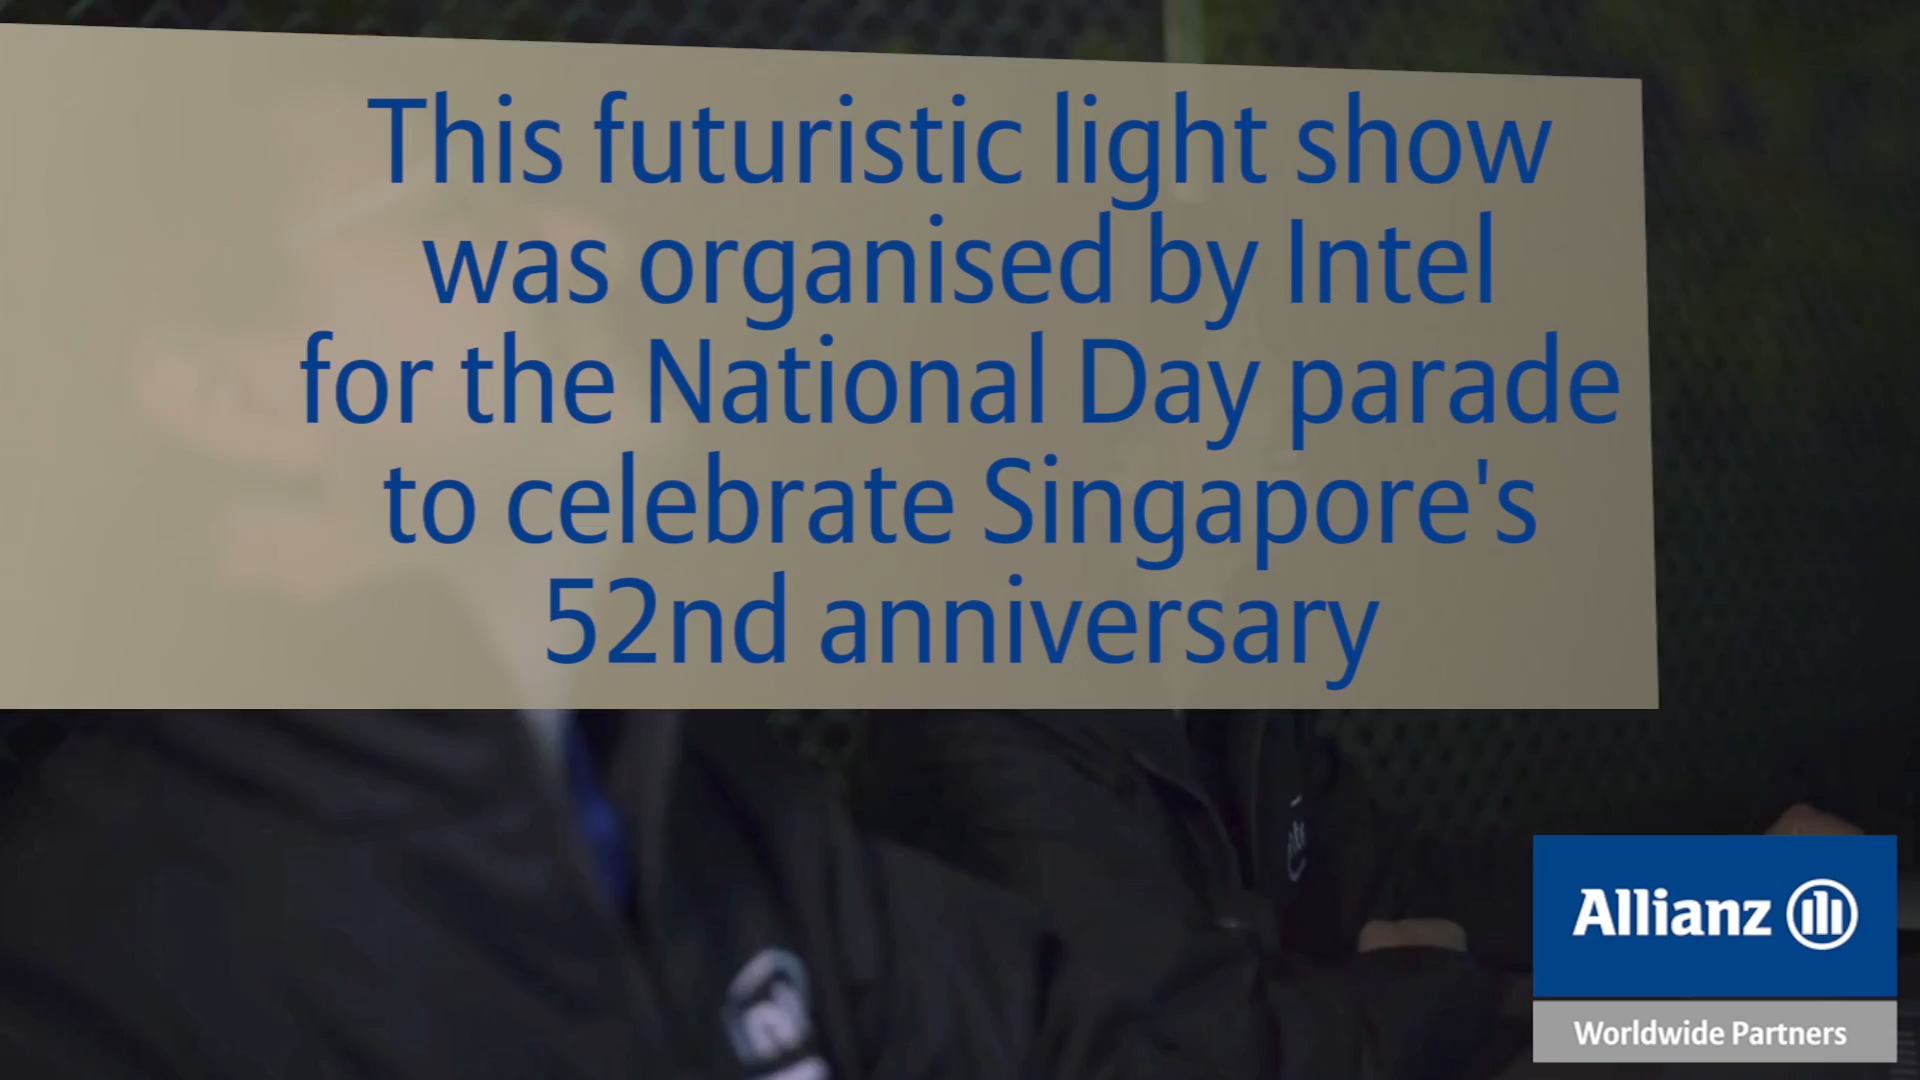 This futuristic light show
was organised by Intel
for the National Day parade
to celebrate Singapore's
52nd anniversary
Allianz
Worldwide Partners